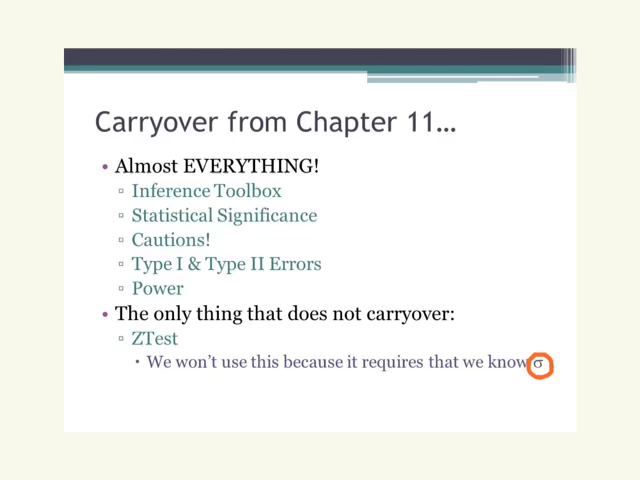 Carryover from Chapter 11…
• Almost EVERYTHING!
▫ Inference Toolbox
▫ Statistical Significance
▫ Cautions!
▫ Type I & Type II Errors
▫ Power
• The only thing that does not carryover:
▫ ZTest
▪ We won’t use this because it requires that we know σ